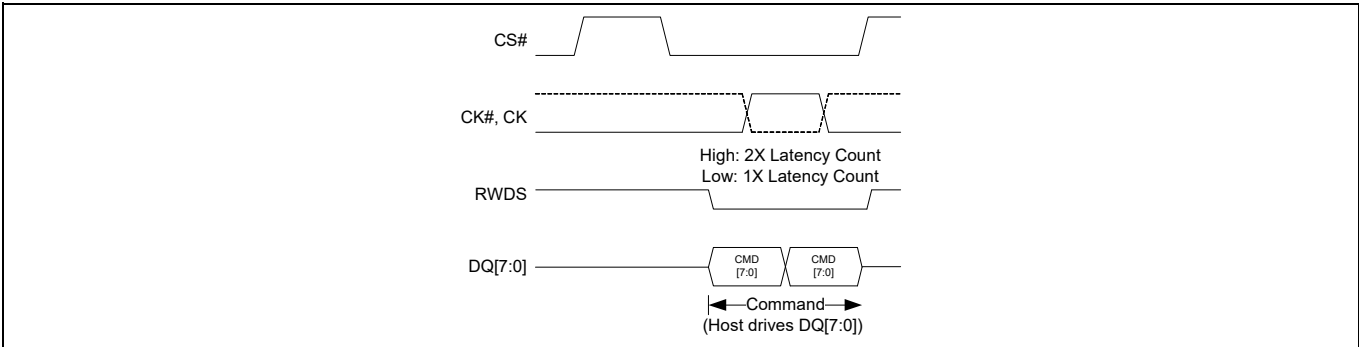 CS#
CK#, CK
High: 2X Latency Count
Low: 1X Latency Count
RWDS
DQ[7:0]
CMD
[7:0]
CMD
[7:0]
Command
(Host drives DQ[7:0])